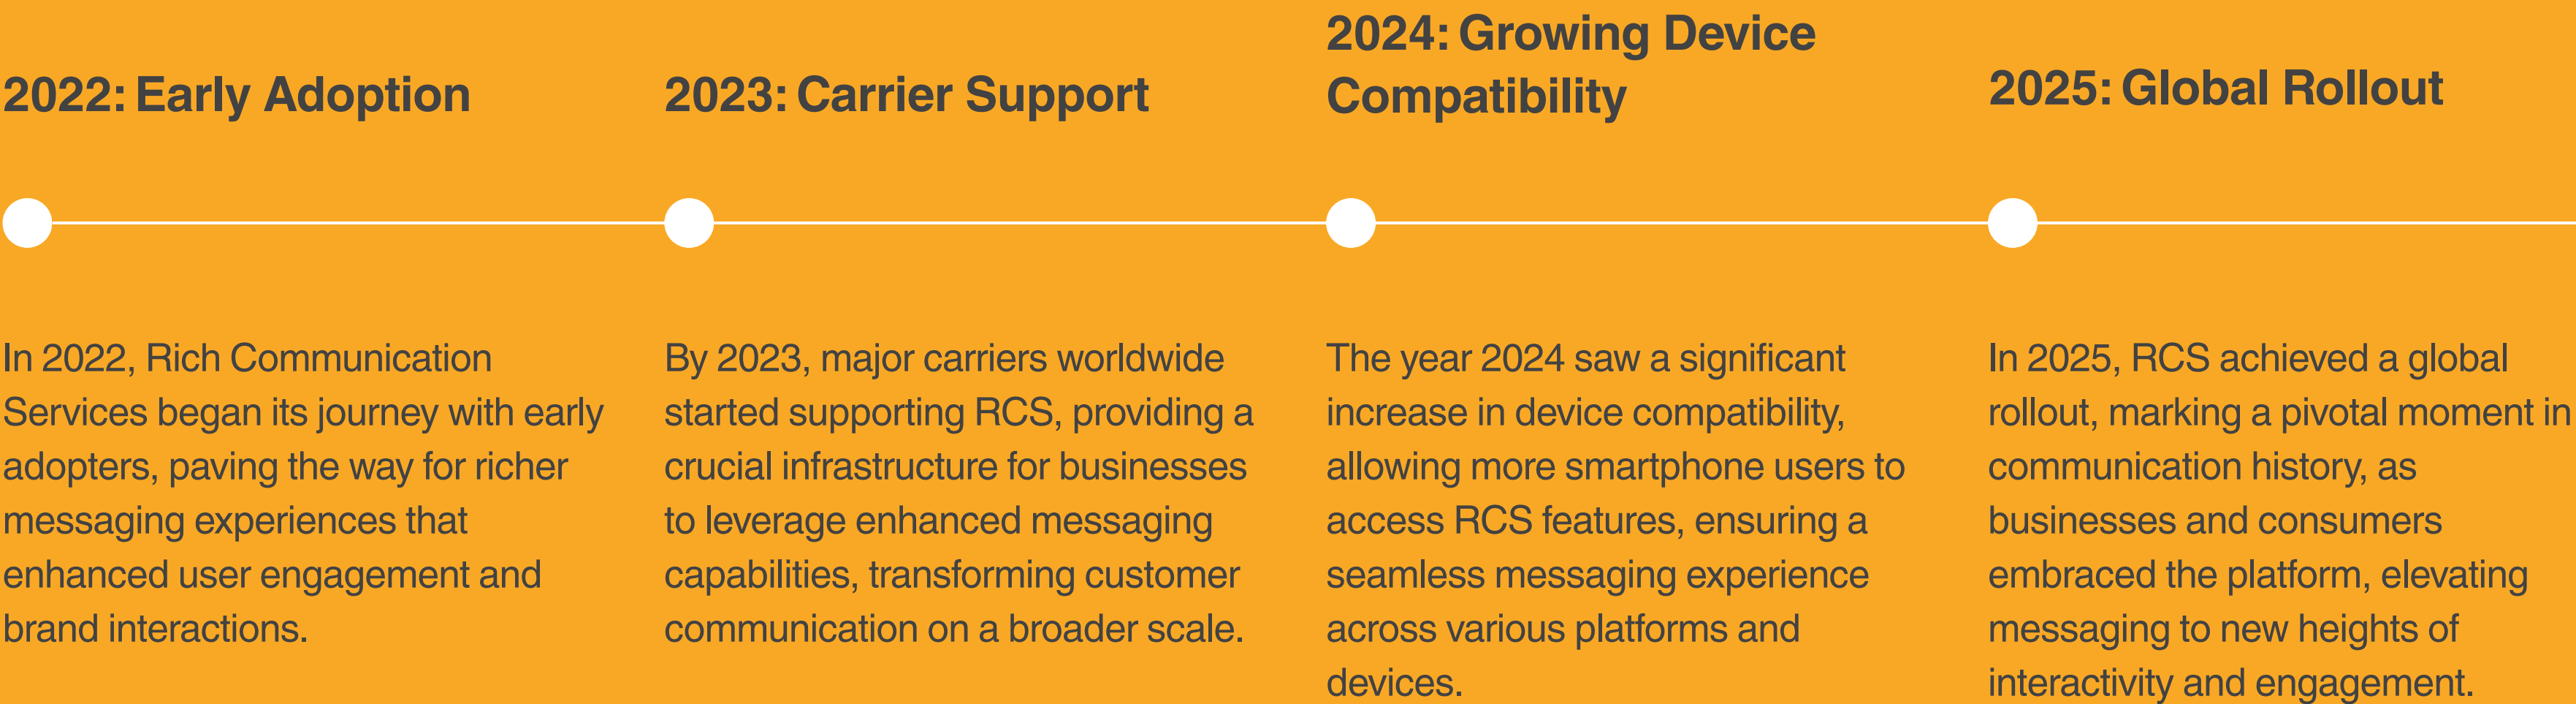 2022: Early Adoption
In 2022, Rich Communication
Services began its journey with early
adopters, paving the way for richer
messaging experiences that
enhanced user engagement and
brand interactions.
2023: Carrier Support
By 2023, major carriers worldwide
started supporting RCS, providing a
crucial infrastructure for businesses
to leverage enhanced messaging
capabilities, transforming customer
communication on a broader scale.
2024: Growing Device
Compatibility
The year 2024 saw a significant
increase in device compatibility,
allowing more smartphone users to
access RCS features, ensuring a
seamless messaging experience
across various platforms and
devices.
2025: Global Rollout
In 2025, RCS achieved a global
rollout, marking a pivotal moment in
communication history, as
businesses and consumers
embraced the platform, elevating
messaging to new heights of
interactivity and engagement.